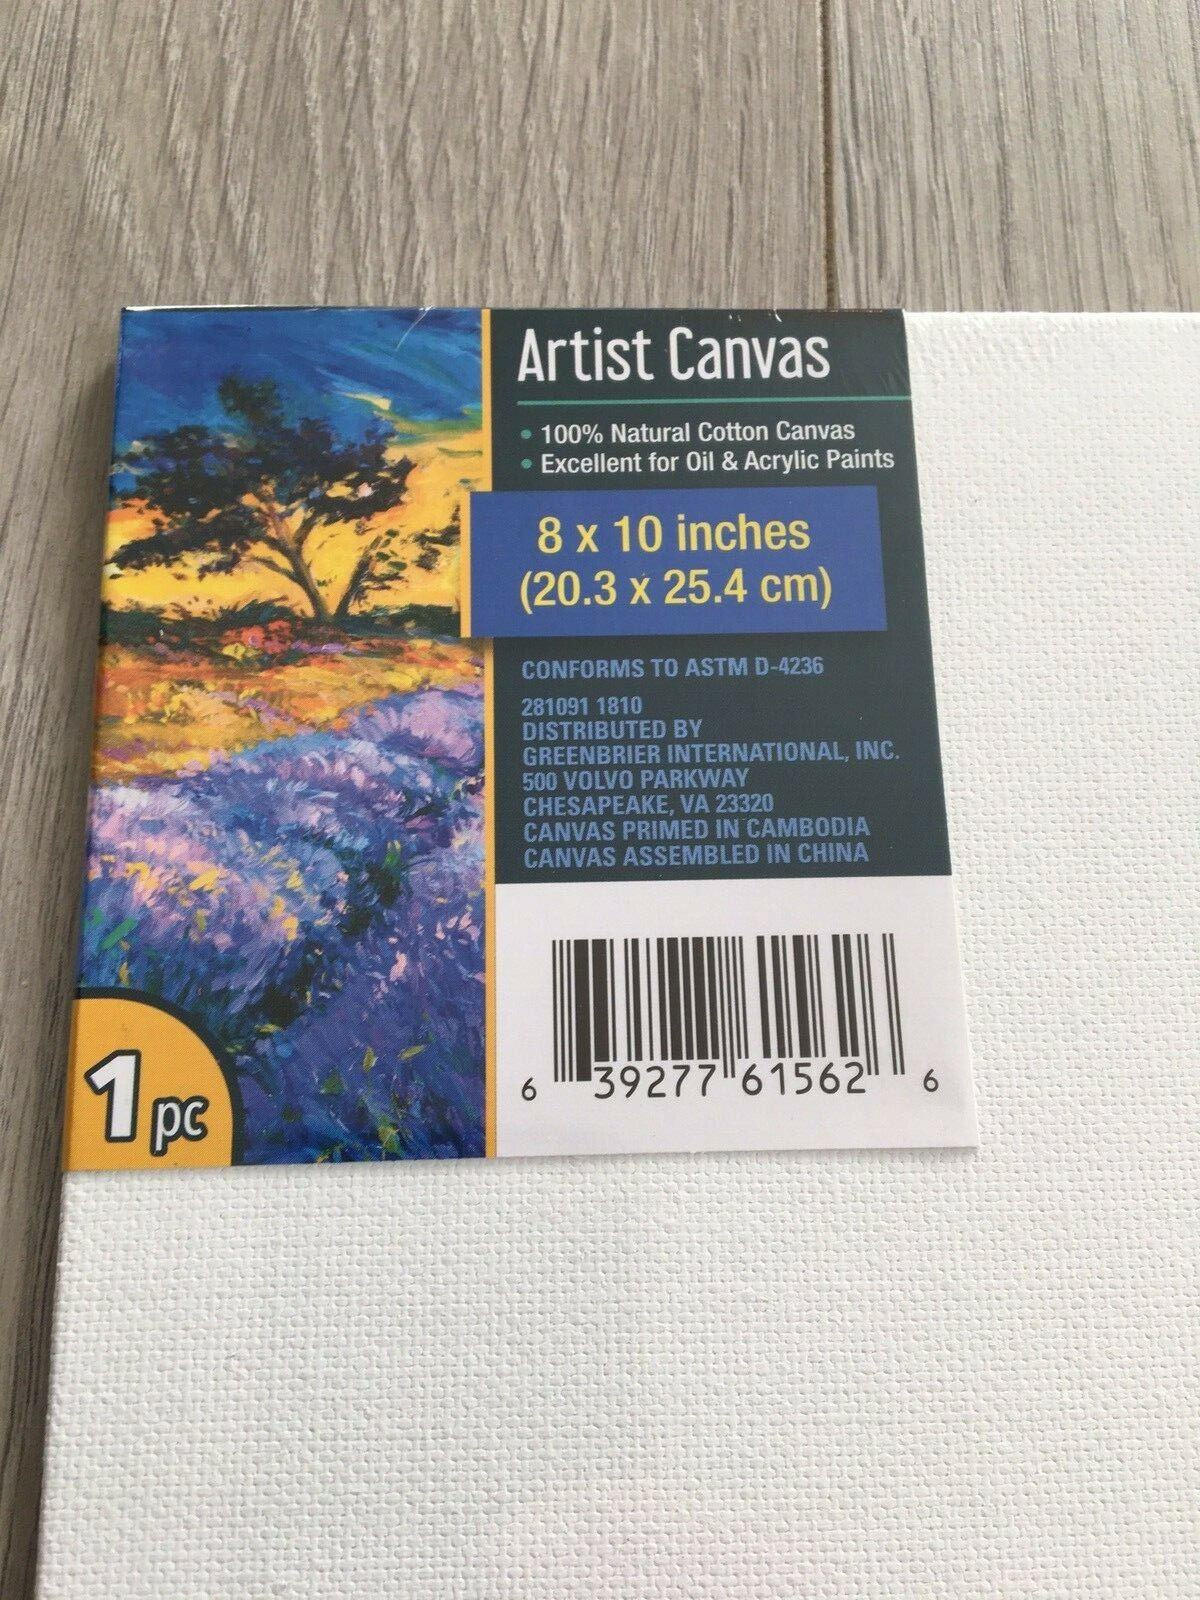 Artist Canvas
• 100% Natural Cotton Canvas
• Excellent for Oil & Acrylic Paints
8 x 10 inches
(20.3 x 25.4 cm)
CONFORMS TO ASTM D-4236
281091 1810
DISTRIBUTED BY
GREENBRIER INTERNATIONAL, INC.
500 VOLVO PARKWAY
CHESAPEAKE, VA 23320
CANVAS PRIMED IN CAMBODIA
CANVAS ASSEMBLED IN CHINA
6 39277 61562 6
1 pc